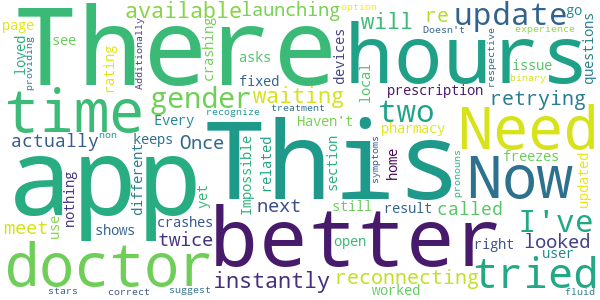 There
hours
update
available
launching
will
re
go
page
loyed
see
providing
Additionally
rating
crashing
asks
fixed
devices
local
option
Doesn't
experience
respective
issue
questions
time
gender
waiting
prescription
two
retrying
Need
actually
Every
Once
Haven't
pharmacy
recognize
treatment
app
This
Now
keeps
different
nothing
yet
non
binary
Impossible
related
section
symptoms
home
pronouns
freezes
updated
meet
use
shows
crashes
twice
next
better
still
open
result
called
right
looked
user
I've
doctor
instantly
reconnecting
worked
tried
stars
correct
suggest
fluid